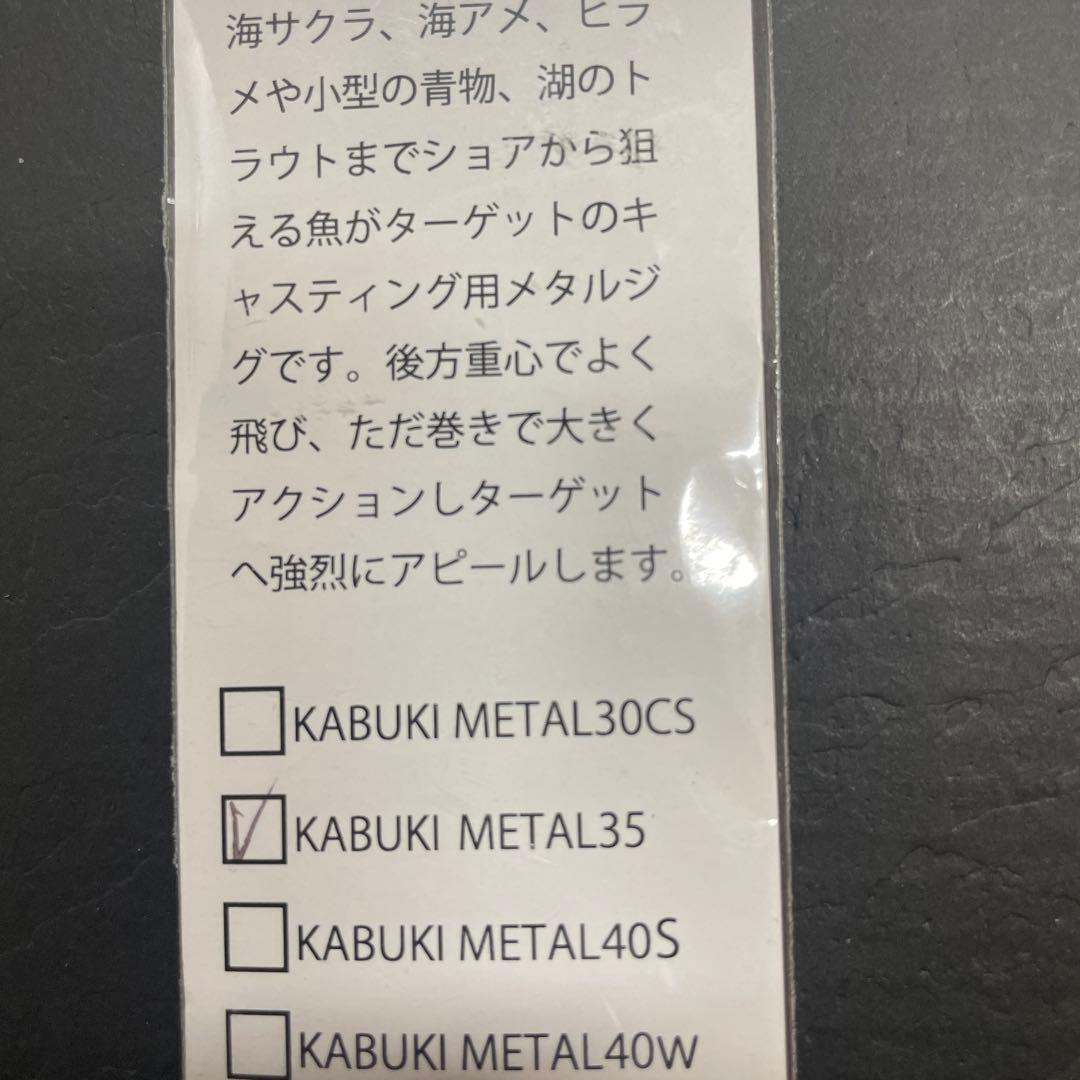 海サクラ、海アメ、ヒラ
メや小型の青物、湖のト
ラウトまでショアから狙
える魚がターゲットのキ
ャスティング用メタルジ
グです。後方重心でよく
飛び、ただ巻きで大きく
アクションしターゲット
へ強烈にアピールします。
KABUKI METAL30CS
KABUKI METAL35
KABUKI METAL40S
KABUKI METAL40W